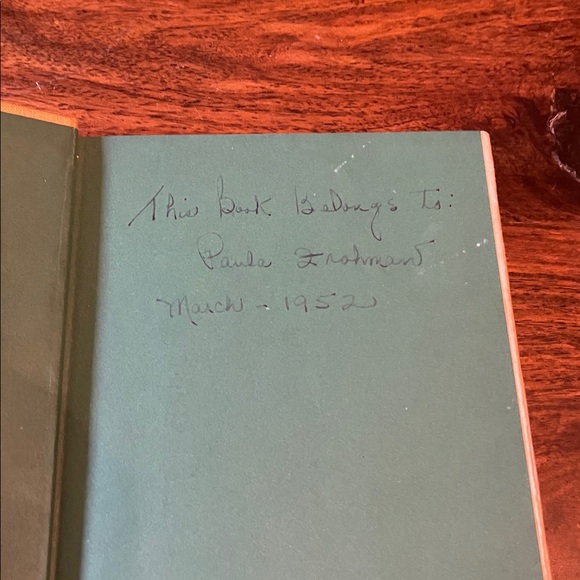 This Book Belongs To:
Paula Frohman
March - 1952